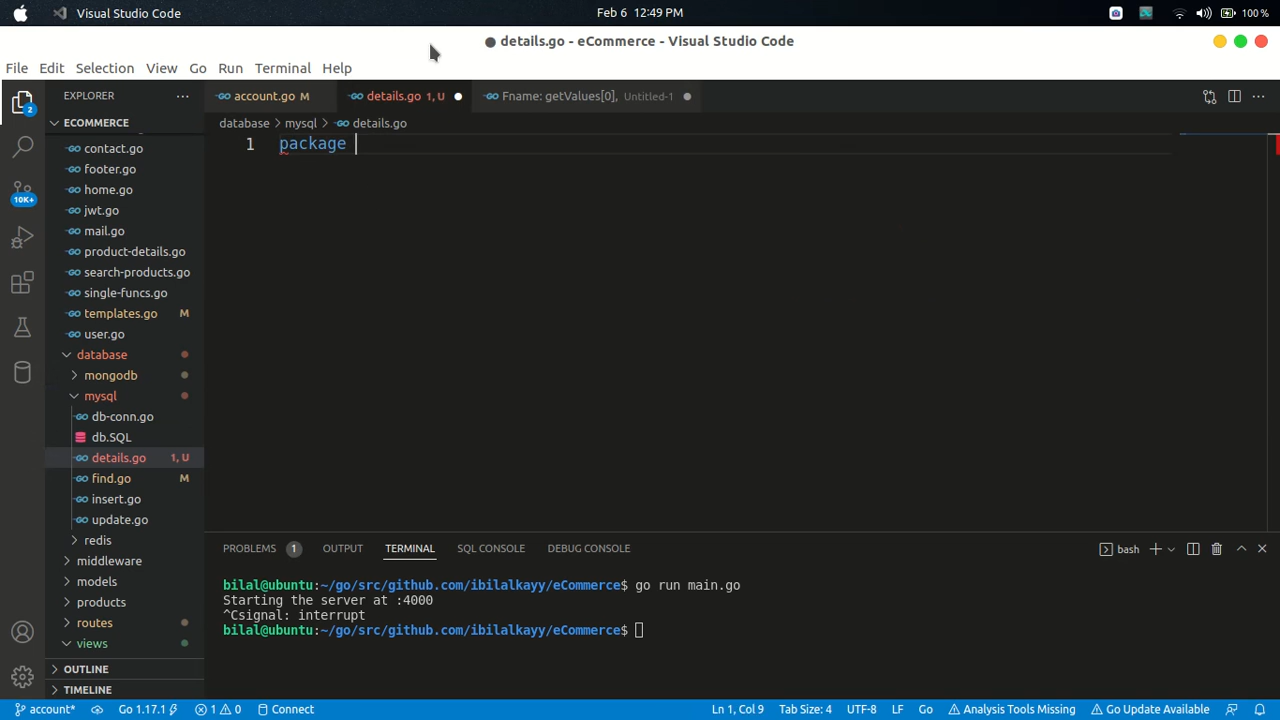 Visual Studio Code
Feb 6 12:49 PM
100 %
● details.go - eCommerce - Visual Studio Code
File Edit Selection View Go Run Terminal Help
EXPLORER
account.go M
details.go 1, U
Fname: getValues[0], Untitled-1
ECOMMERCE
database > mysql > details.go
1 package
contact.go
footer.go
home.go
jwt.go
mail.go
product-details.go
search-products.go
single-funcs.go
templates.go M
user.go
database
mongodb
mysql
db-conn.go
db.SQL
details.go 1, U
find.go M
insert.go
update.go
redis
middleware
models
products
routes
views
OUTLINE
TIMELINE
2
10K+
PROBLEMS 1 OUTPUT TERMINAL SQL CONSOLE DEBUG CONSOLE
bash
bilal@ubuntu:~/go/src/github.com/ibilalkayy/eCommerce$ go run main.go
Starting the server at :4000
^Csignal: interrupt
bilal@ubuntu:~/go/src/github.com/ibilalkayy/eCommerce$
account* Go 1.17.1 1 0 Connect
Ln 1, Col 9 Tab Size: 4 UTF-8 LF Go Analysis Tools Missing Go Update Available